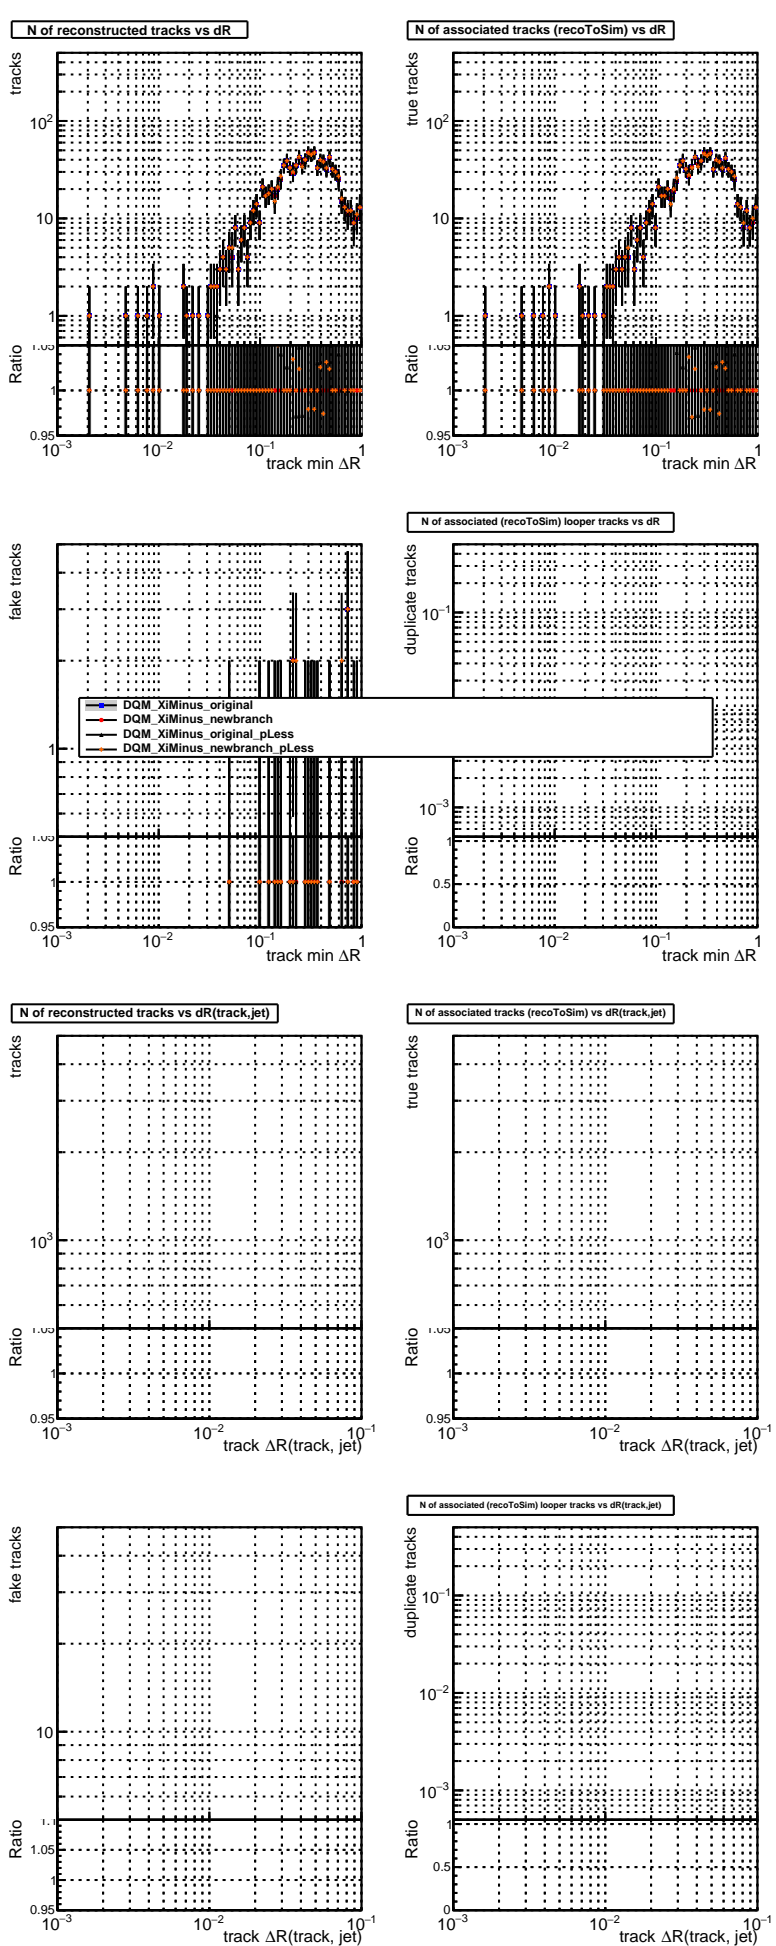 N of reconstructed tracks vs dR
N of associated tracks (recoToSim) vs dR
tracks
10²
10
1
Ratio
1.05
1
0.95
10⁻³
10⁻²
10⁻¹
1
track min ΔR
true tracks
10²
10
1
Ratio
1.05
1
0.95
10⁻³
10⁻²
10⁻¹
1
track min ΔR
N of associated (recoToSim) looper tracks vs dR
fake tracks
1
Ratio
1.05
1
0.95
10⁻³
10⁻²
10⁻¹
1
track min ΔR
duplicate tracks
10⁻¹
10⁻³
Ratio
1
0.5
0
10⁻³
10⁻²
10⁻¹
1
track min ΔR
DQM_XiMinus_original
DQM_XiMinus_newbranch
DQM_XiMinus_original_pLess
DQM_XiMinus_newbranch_pLess
N of reconstructed tracks vs dR(track,jet)
N of associated tracks (recoToSim) vs dR(track,jet)
tracks
10³
Ratio
1.05
1
0.95
10⁻³
10⁻²
10⁻¹
track ΔR(track, jet)
true tracks
10³
Ratio
1.05
1
0.95
10⁻³
10⁻²
10⁻¹
track ΔR(track, jet)
N of associated (recoToSim) looper tracks vs dR(track,jet)
fake tracks
10
Ratio
1.1
1.05
1
0.95
10⁻³
10⁻²
10⁻¹
track ΔR(track, jet)
duplicate tracks
10⁻¹
10⁻²
10⁻³
Ratio
1
0.5
0
10⁻³
10⁻²
10⁻¹
track ΔR(track, jet)